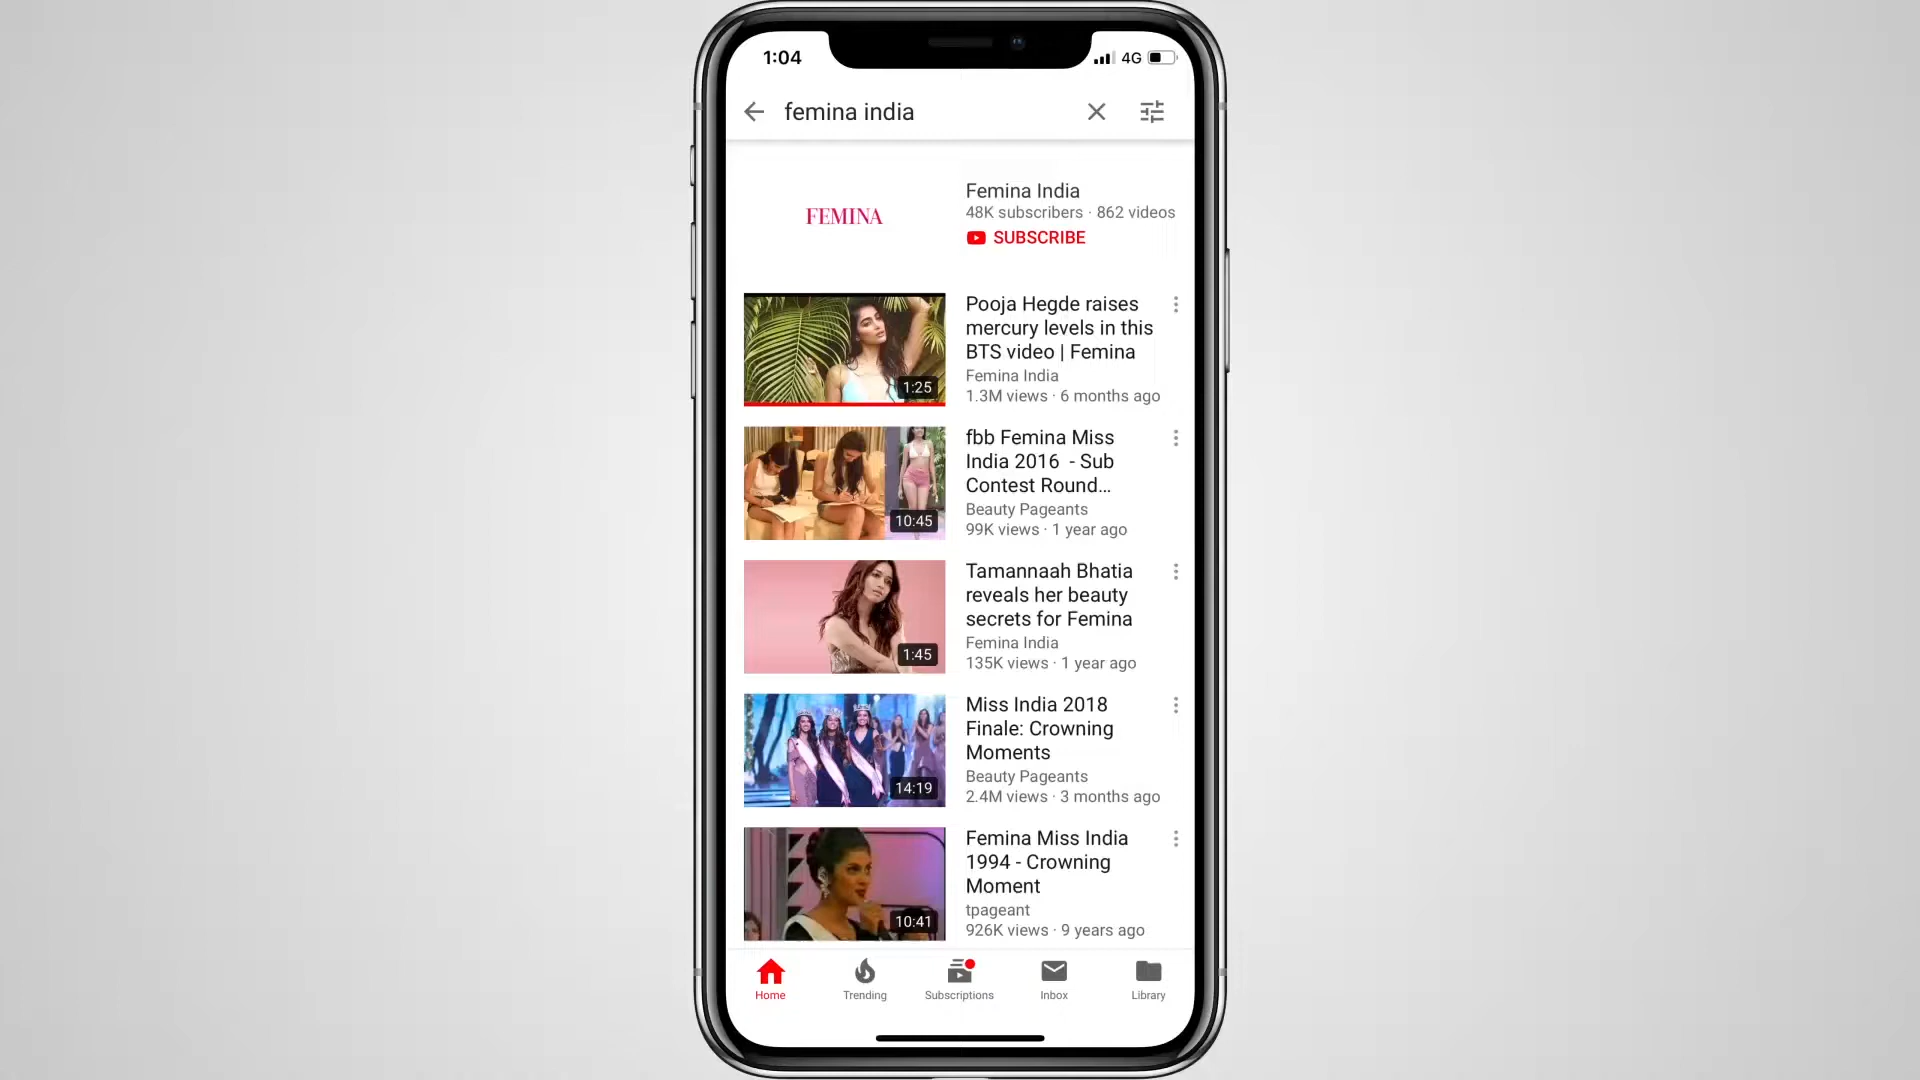 1:04
4G
femina india
FEMINA
Femina India
48K subscribers · 862 videos
SUBSCRIBE
1:25
Pooja Hegde raises
mercury levels in this
BTS video | Femina
Femina India
1.3M views · 6 months ago
10:45
fbb Femina Miss
India 2016 - Sub
Contest Round...
Beauty Pageants
99K views · 1 year ago
1:45
Tamannaah Bhatia
reveals her beauty
secrets for Femina
Femina India
135K views · 1 year ago
14:19
Miss India 2018
Finale: Crowning
Moments
Beauty Pageants
2.4M views · 3 months ago
10:41
Femina Miss India
1994 - Crowning
Moment
tpageant
926K views · 9 years ago
Home
Trending
Subscriptions
Inbox
Library